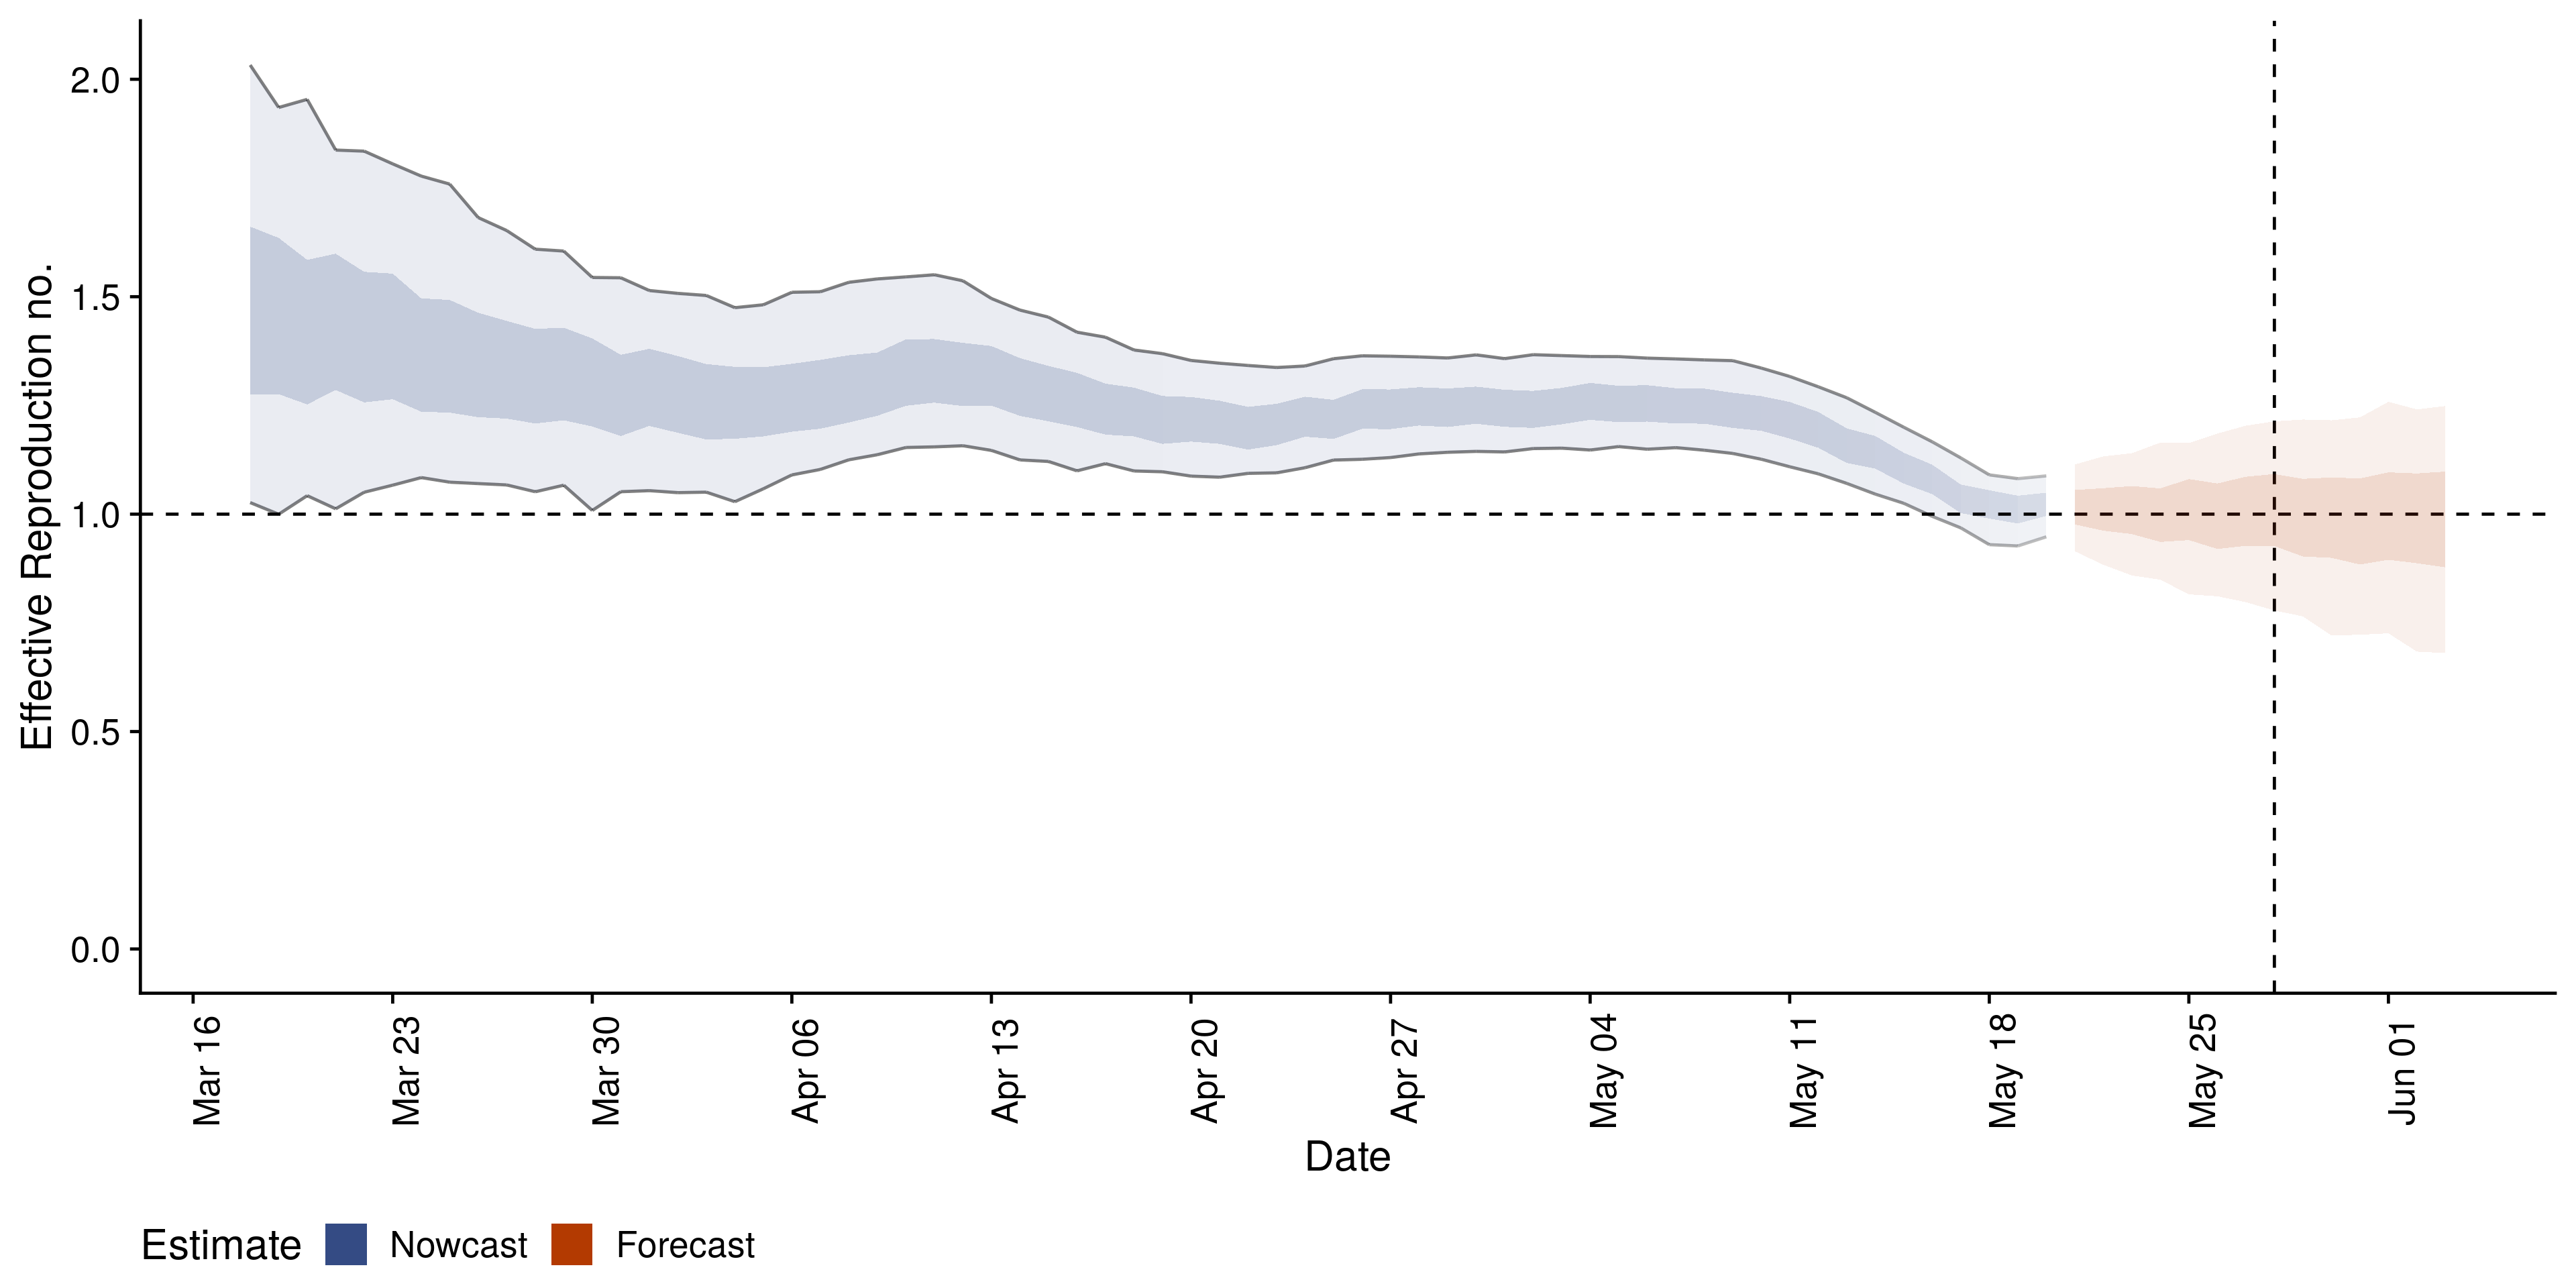 Effective Reproduction no.
2.0
1.5
1.0
0.5
0.0
Mar 16
Mar 23
Mar 30
Apr 06
Apr 13
Apr 20
Apr 27
May 04
May 11
May 18
May 25
Jun 01
Date
Estimate Nowcast Forecast